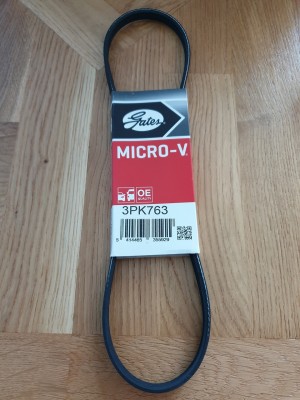 Gates
MICRO-V
OE
QUALITY
3PK763